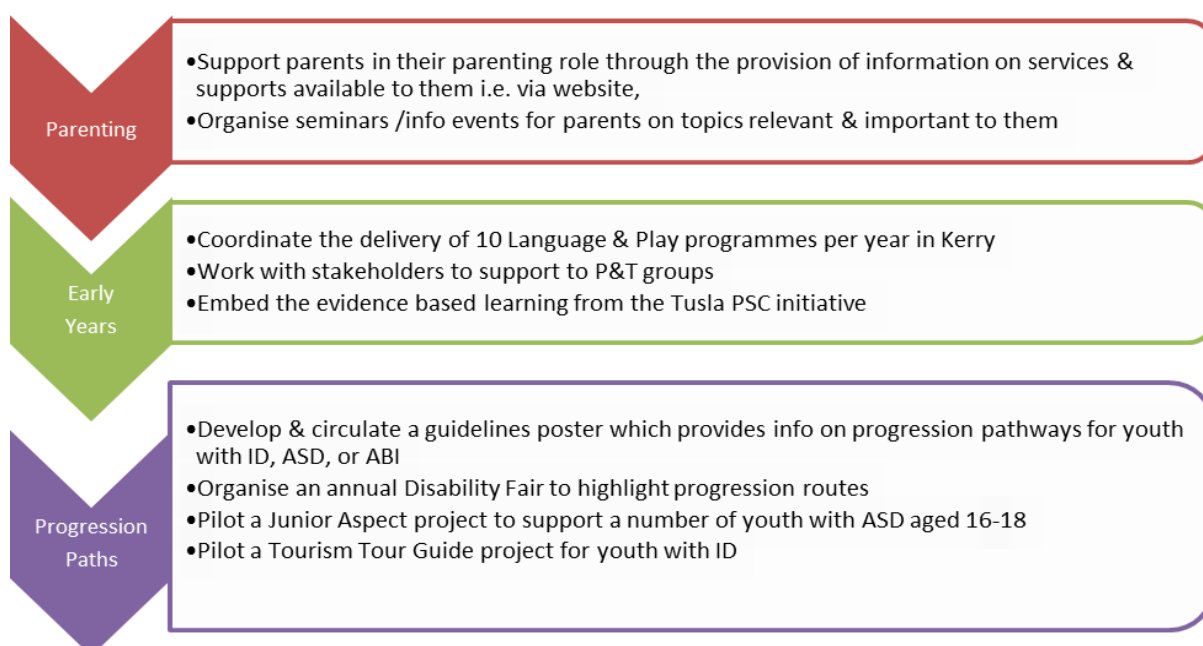 Parenting
•Support parents in their parenting role through the provision of information on services &
supports available to them i.e. via website,
•Organise seminars /info events for parents on topics relevant & important to them
Early
Years
•Coordinate the delivery of 10 Language & Play programmes per year in Kerry
•Work with stakeholders to support to P&T groups
•Embed the evidence based learning from the Tusla PSC initiative
Progression
Paths
•Develop & circulate a guidelines poster which provides info on progression pathways for youth
with ID, ASD, or ABI
•Organise an annual Disability Fair to highlight progression routes
•Pilot a Junior Aspect project to support a number of youth with ASD aged 16-18
•Pilot a Tourism Tour Guide project for youth with ID